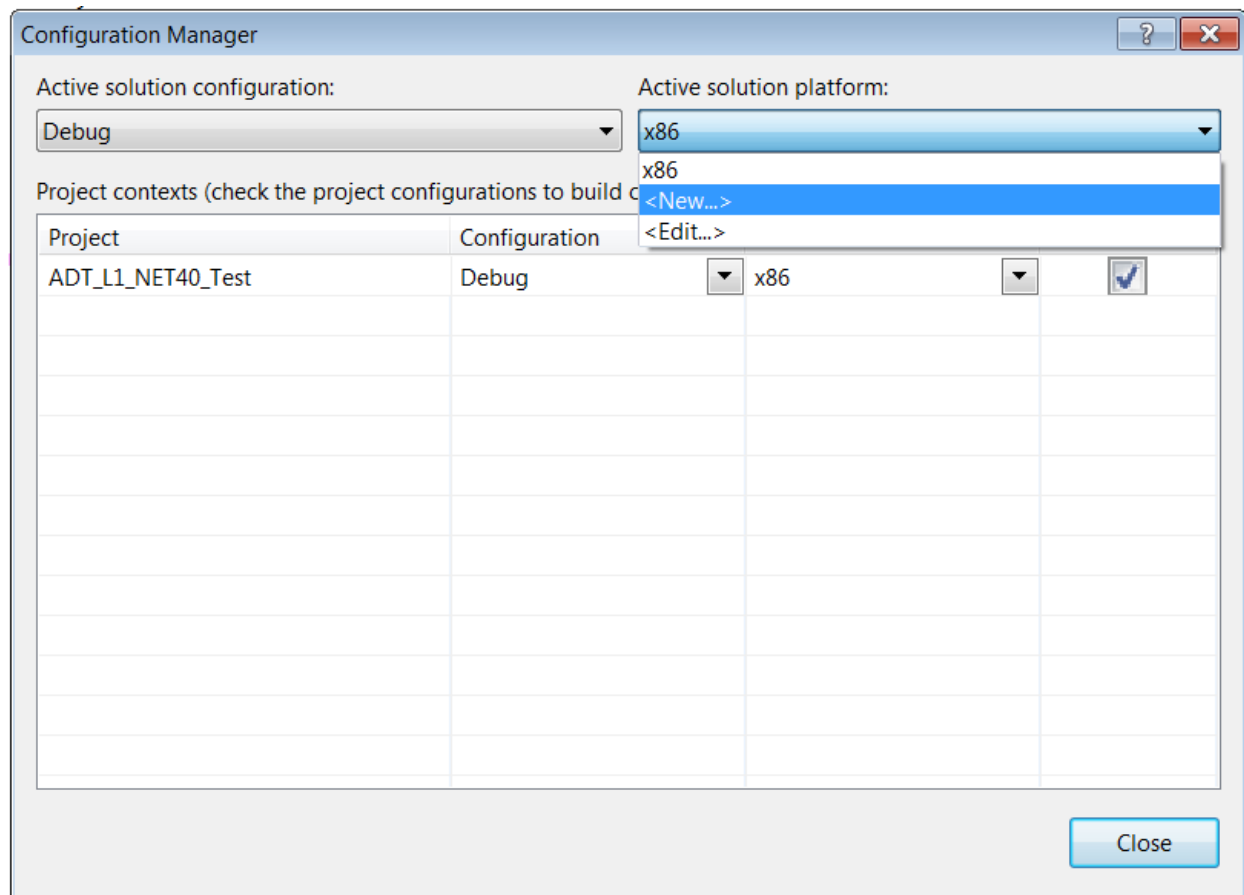 Configuration Manager
Active solution configuration:
Active solution platform:
Debug
x86
x86
<New...>
<Edit...>
Project contexts (check the project configurations to build
Project
Configuration
ADT_L1_NET40_Test
Debug
x86
Close